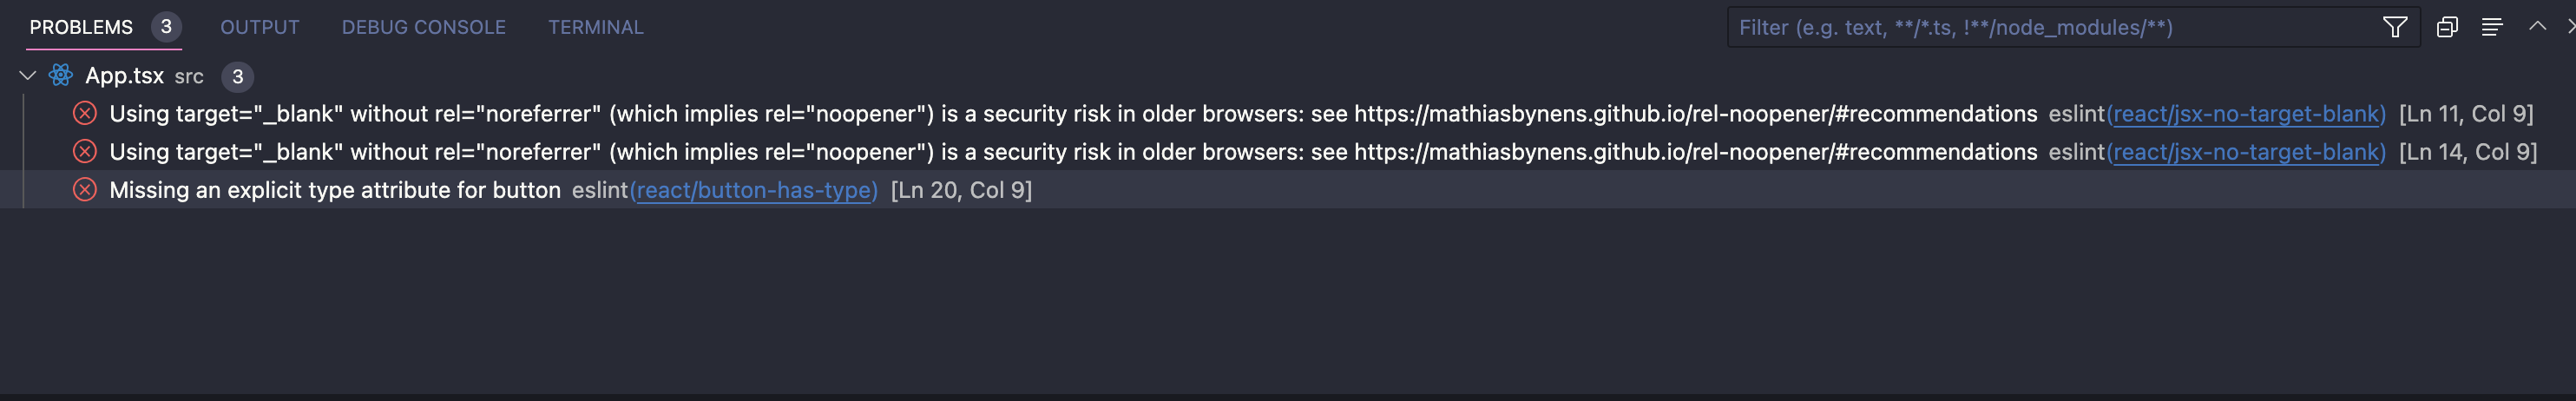 PROBLEMS 3 OUTPUT DEBUG CONSOLE TERMINAL Filter (e.g. text, **/*.ts, !**/node_modules/**)
App.tsx src 3
Using target="_blank" without rel="noreferrer" (which implies rel="noopener") is a security risk in older browsers: see https://mathiasbynens.github.io/rel-noopener/#recommendations eslint(react/jsx-no-target-blank) [Ln 11, Col 9]
Using target="_blank" without rel="noreferrer" (which implies rel="noopener") is a security risk in older browsers: see https://mathiasbynens.github.io/rel-noopener/#recommendations eslint(react/jsx-no-target-blank) [Ln 14, Col 9]
Missing an explicit type attribute for button eslint(react/button-has-type) [Ln 20, Col 9]